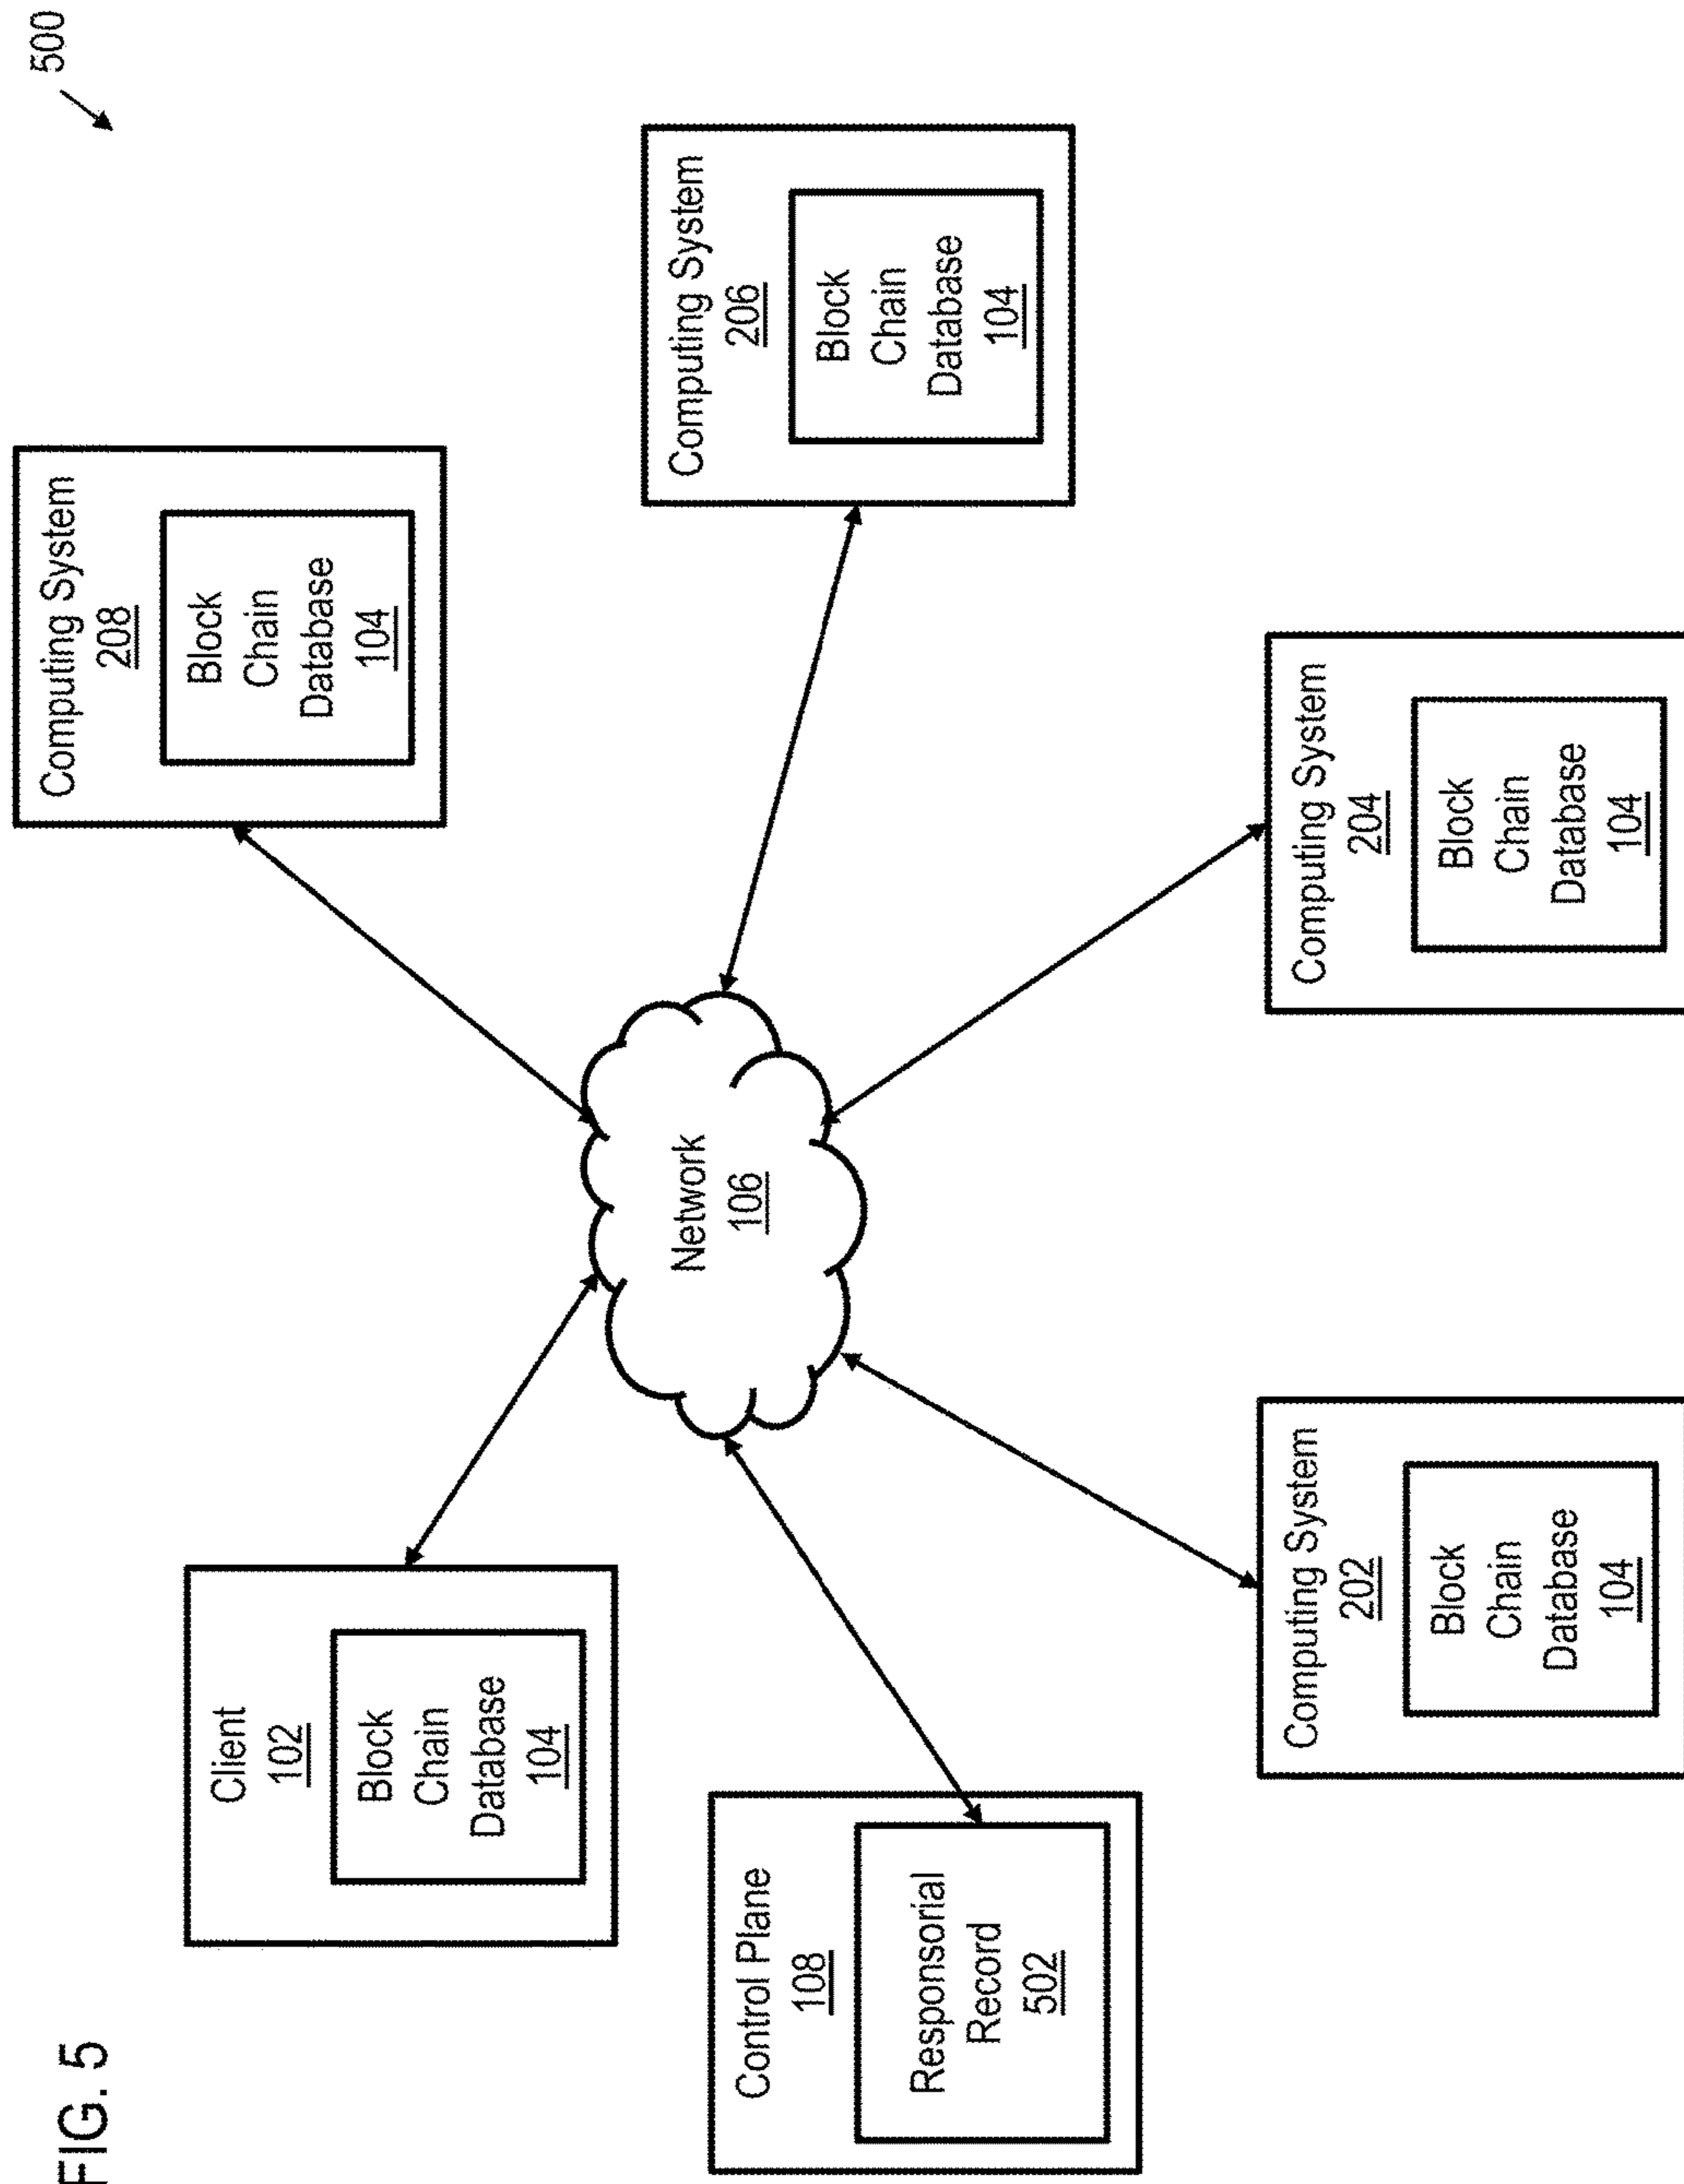 FIG. 5
500
Client
102
Block
Chain
Database
104
Computing System
208
Block
Chain
Database
104
Control Plane
108
Responsorial
Record
502
Network
106
Computing System
206
Block
Chain
Database
104
Computing System
202
Block
Chain
Database
104
Computing System
204
Block
Chain
Database
104